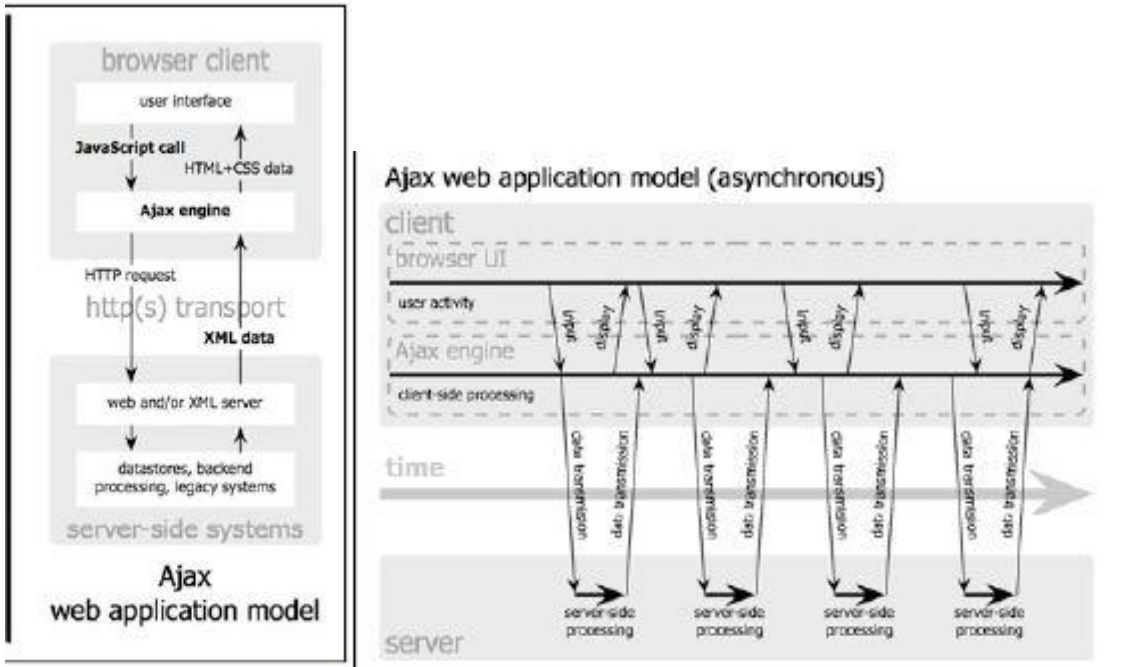 browser client
user interface
JavaScript call
HTML+CSS data
Ajax engine
HTTP request
http(s) transport
XML data
web and/or XML server
datastores, backend
processing, legacy systems
server-side systems
Ajax
web application model
Ajax web application model (asynchronous)
client
browser UI
user activity
input
display
input
display
input
display
input
display
Ajax engine
client-side processing
data transmission
data transmission
data transmission
data transmission
data transmission
data transmission
data transmission
data transmission
time
server-side
processing
server-side
processing
server-side
processing
server-side
processing
server